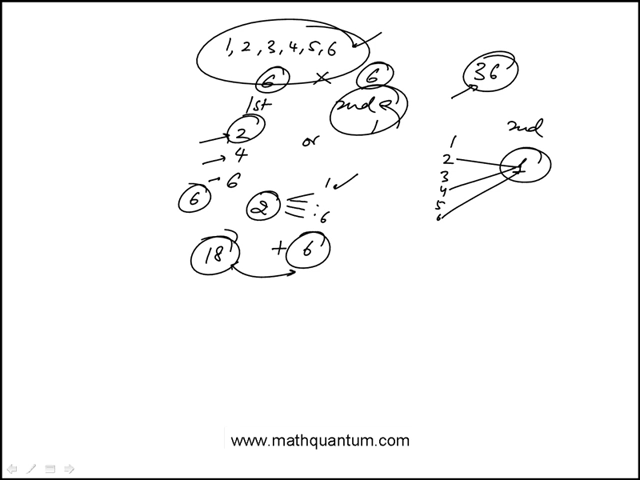 1, 2, 3, 4, 5, 6
6 × 6 36
1st 2nd
2 or 1 2nd
4 1
6 2
6 2 1 3 1
: 6 4
5
18 + 6 6
www.mathquantum.com